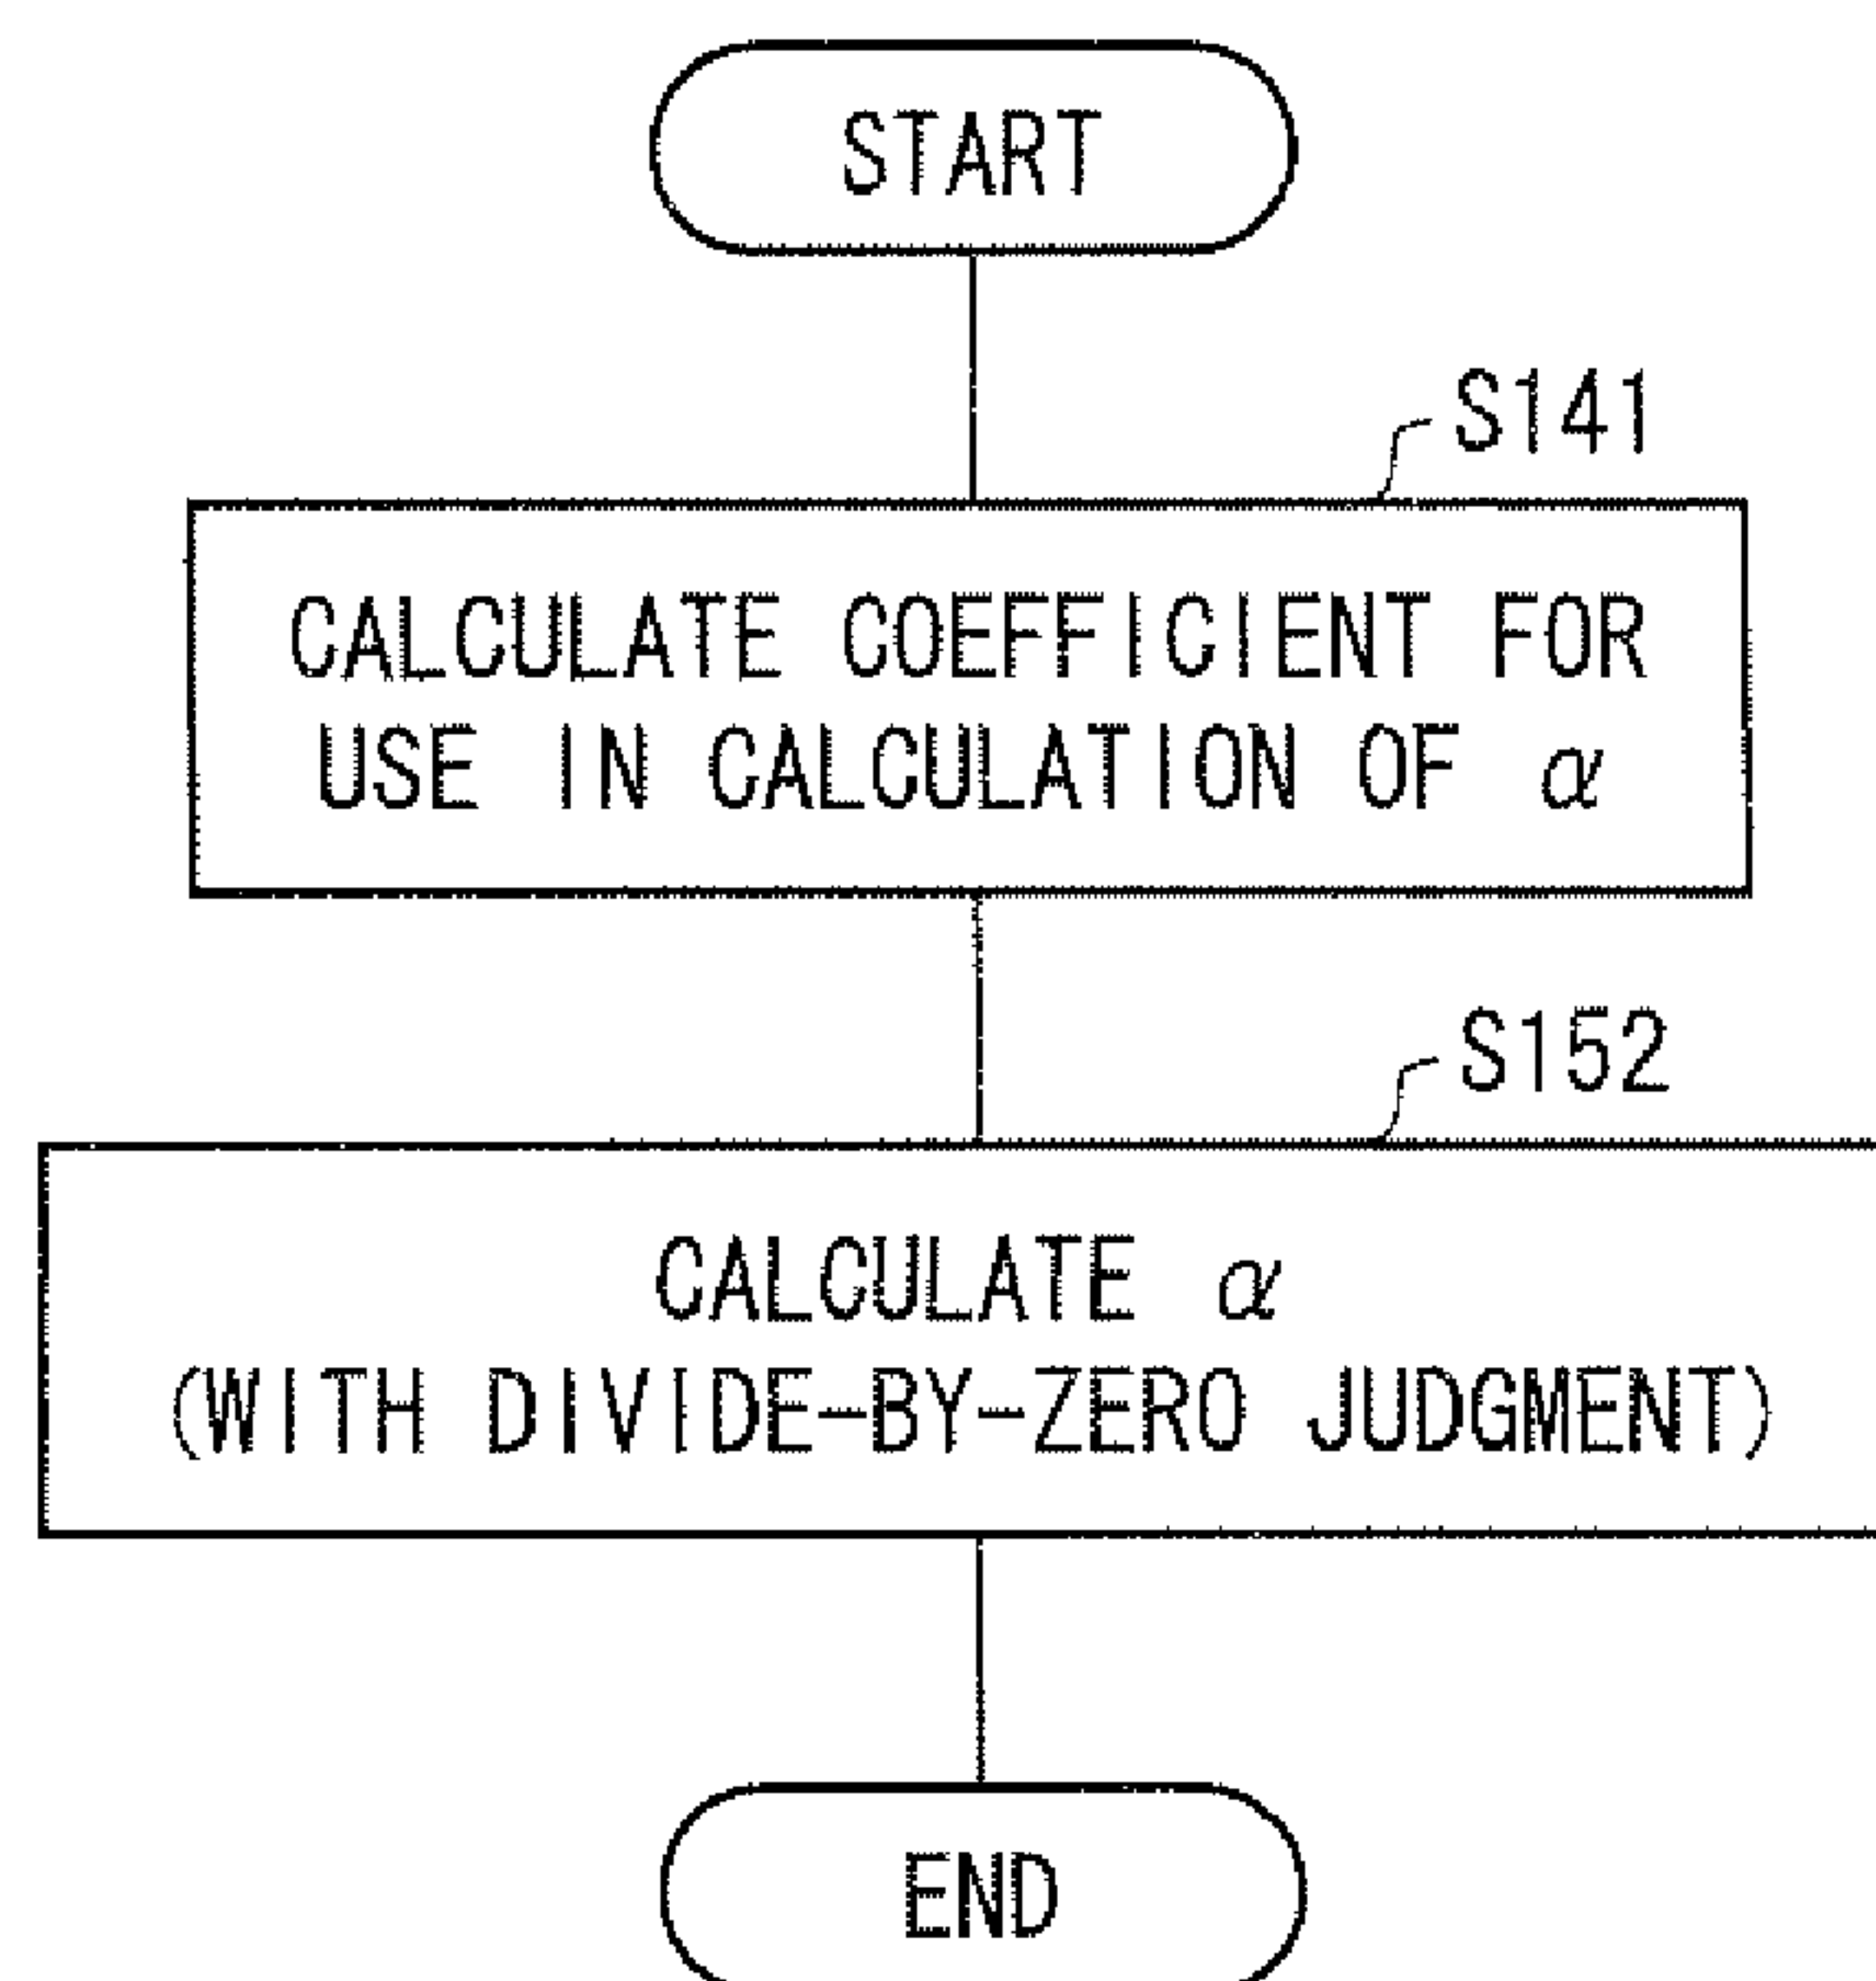 START
S141
CALCULATE COEFFICIENT FOR
USE IN CALCULATION OF α
S152
CALCULATE α
(WITH DIVIDE-BY-ZERO JUDGMENT)
END